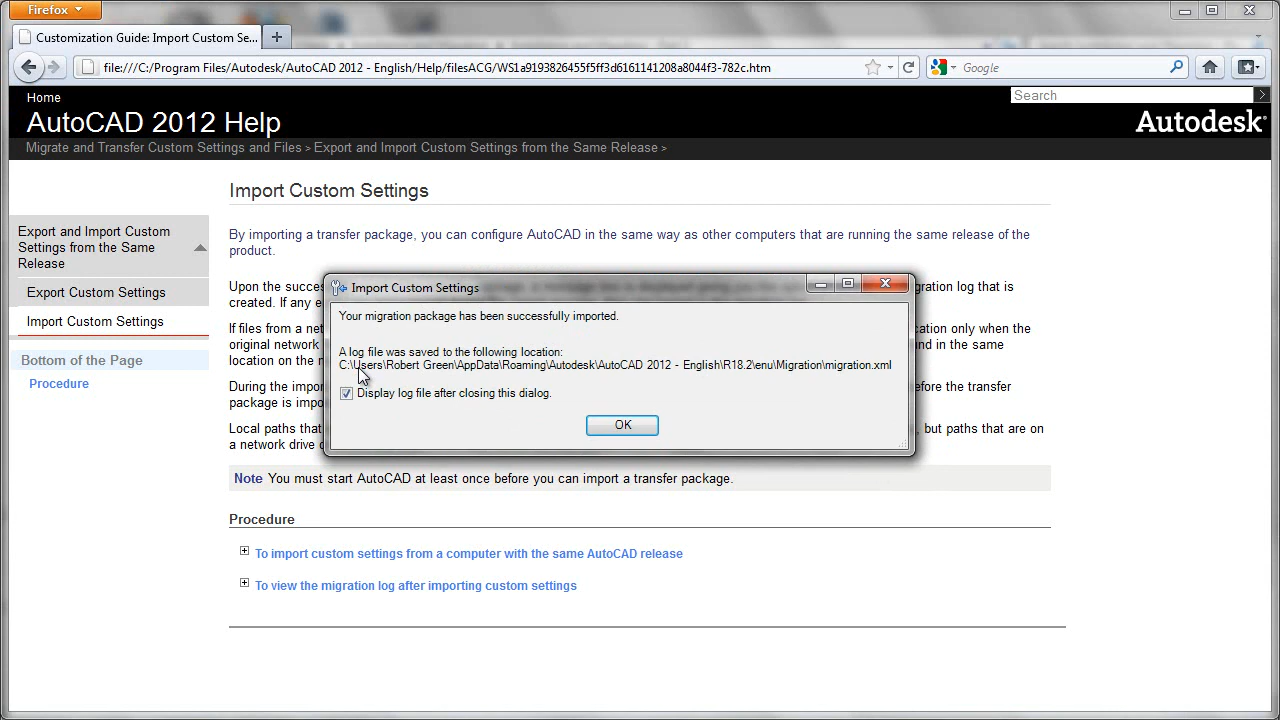 Firefox
Customization Guide: Import Custom Se...
file:///C:/Program Files/Autodesk/AutoCAD 2012 - English/Help/filesACG/WS1a9193826455f5ff3d6161141208a8044f3-782c.htm
Google
Home
Search
AutoCAD 2012 Help
Autodesk
Migrate and Transfer Custom Settings and Files > Export and Import Custom Settings from the Same Release >
Import Custom Settings
Export and Import Custom
Settings from the Same
Release
Export Custom Settings
Import Custom Settings
Bottom of the Page
Procedure
By importing a transfer package, you can configure AutoCAD in the same way as other computers that are running the same release of the
product.
Upon the
migration log that is
created. If any
If files from a
location only when the
original network
and in the same
location on the
During the
before the transfer
package is
Local paths that
, but paths that are on
a network drive
Import Custom Settings
Your migration package has been successfully imported.
A log file was saved to the following location:
C:\Users\Robert Green\AppData\Roaming\Autodesk\AutoCAD 2012 - English\R18.2\enu\Migration\migration.xml
Display log file after closing this dialog.
OK
Note You must start AutoCAD at least once before you can import a transfer package.
Procedure
To import custom settings from a computer with the same AutoCAD release
To view the migration log after importing custom settings